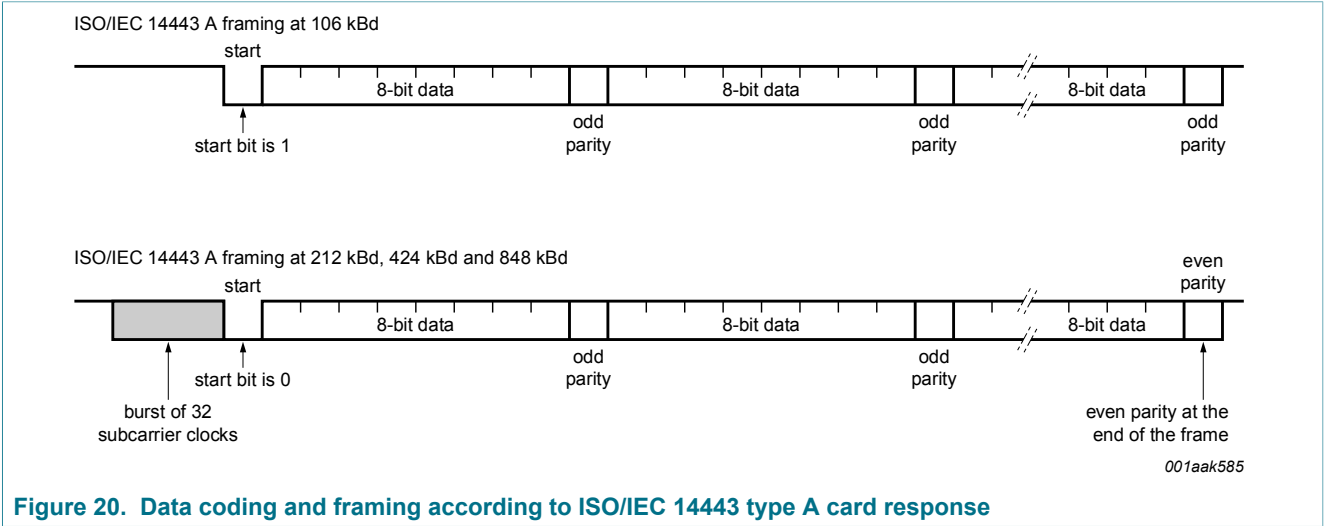 ISO/IEC 14443 A framing at 106 kBd
start
8-bit data
8-bit data
8-bit data
start bit is 1
odd
parity
odd
parity
odd
parity
ISO/IEC 14443 A framing at 212 kBd, 424 kBd and 848 kBd
start
even
parity
8-bit data
8-bit data
8-bit data
start bit is 0
odd
parity
odd
parity
burst of 32
subcarrier clocks
even parity at the
end of the frame
001aak585
Figure 20. Data coding and framing according to ISO/IEC 14443 type A card response